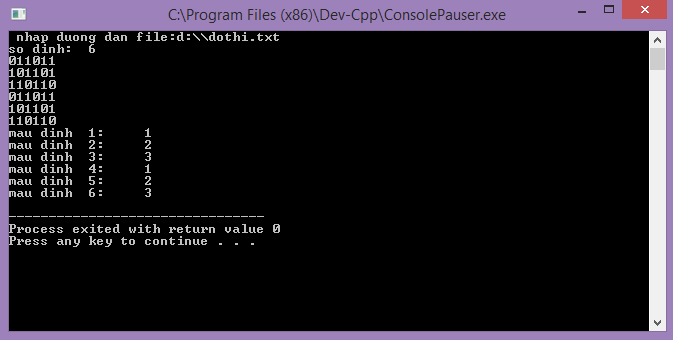 C:\Program Files (x86)\Dev-Cpp\ConsolePauser.exe
nhap duong dan file:d:\\dothi.txt
so dinh:  6
011011
101101
110110
011011
101101
110110
mau dinh  1:     1
mau dinh  2:     2
mau dinh  3:     3
mau dinh  4:     1
mau dinh  5:     2
mau dinh  6:     3
--------------------------------
Process exited with return value 0
Press any key to continue . . .